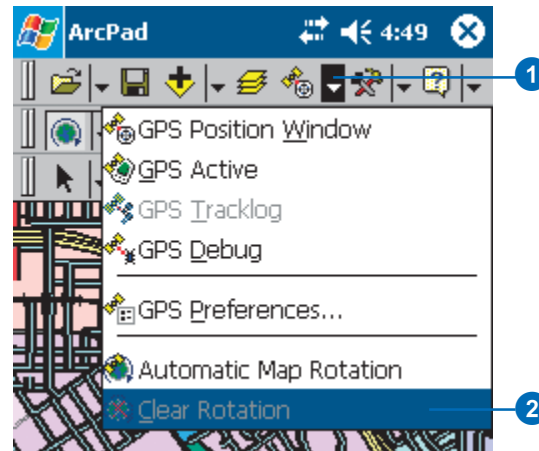 ArcPad 4:49
1
GPS Position Window
GPS Active
GPS Tracklog
GPS Debug
GPS Preferences...
Automatic Map Rotation
Clear Rotation
2